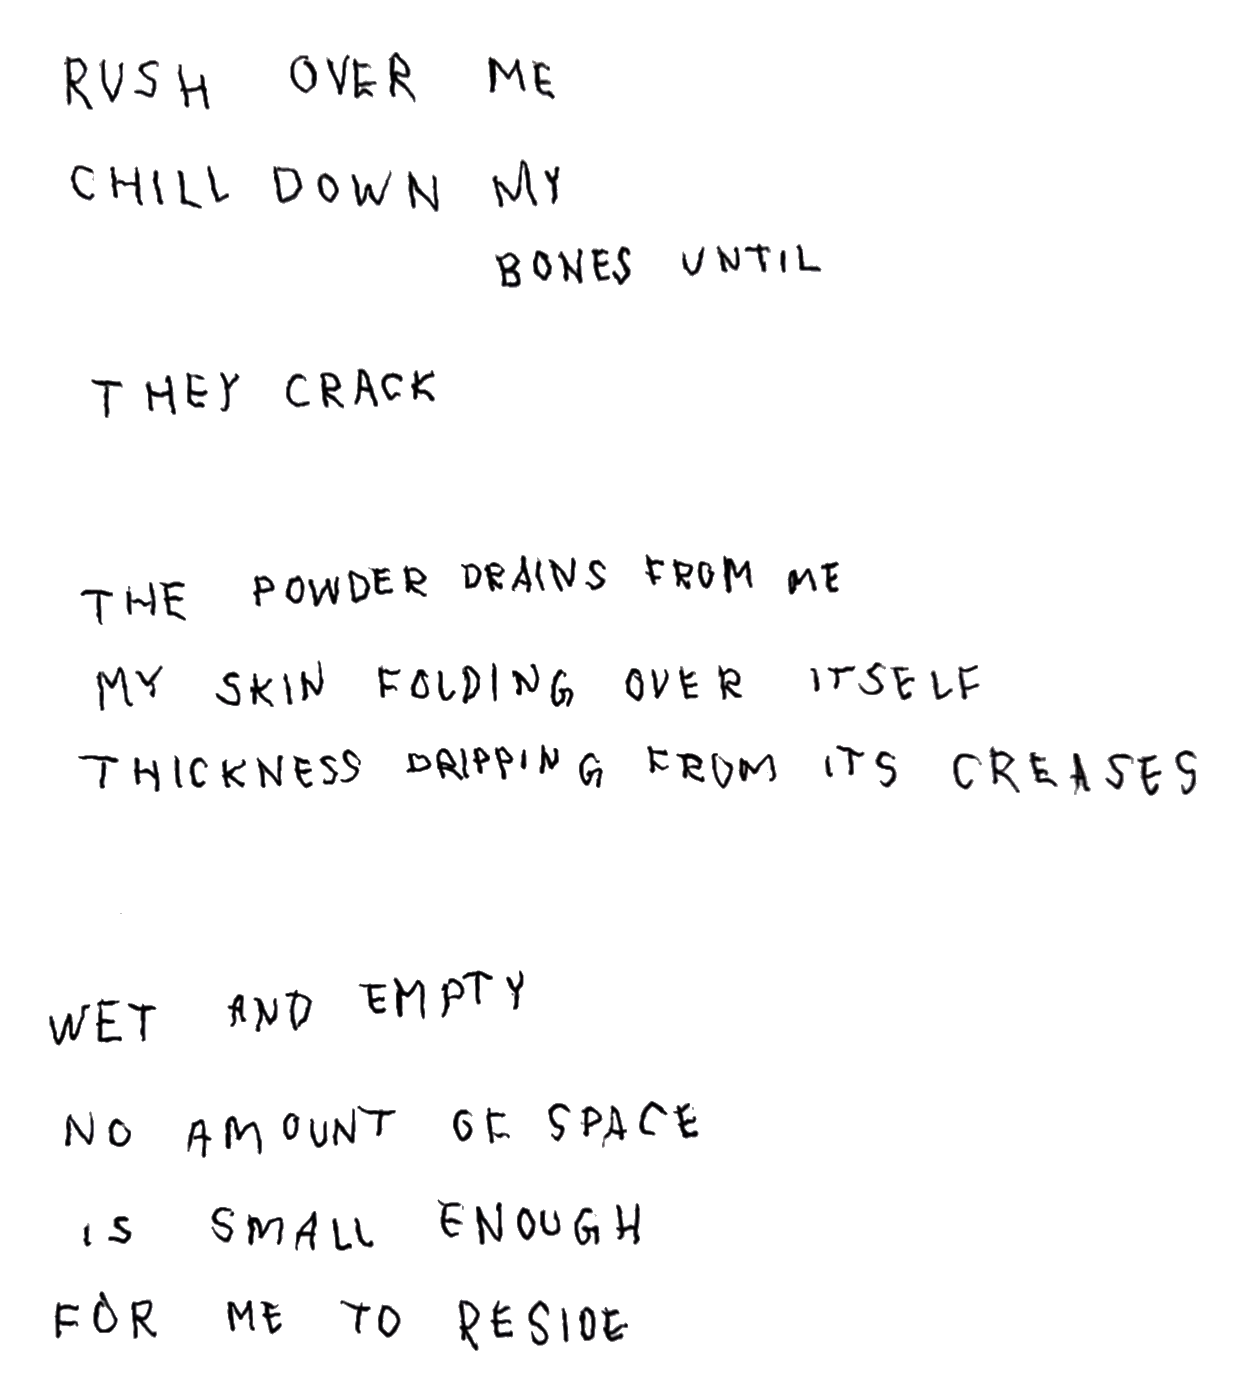 RUSH OVER ME
CHILL DOWN MY
BONES UNTIL
THEY CRACK
THE POWDER DRAINS FROM ME
MY SKIN FOLDING OVER ITSELF
THICKNESS DRIPPING FROM ITS CREASES
WET AND EMPTY
NO AMOUNT OF SPACE
IS SMALL ENOUGH
FOR ME TO RESIDE